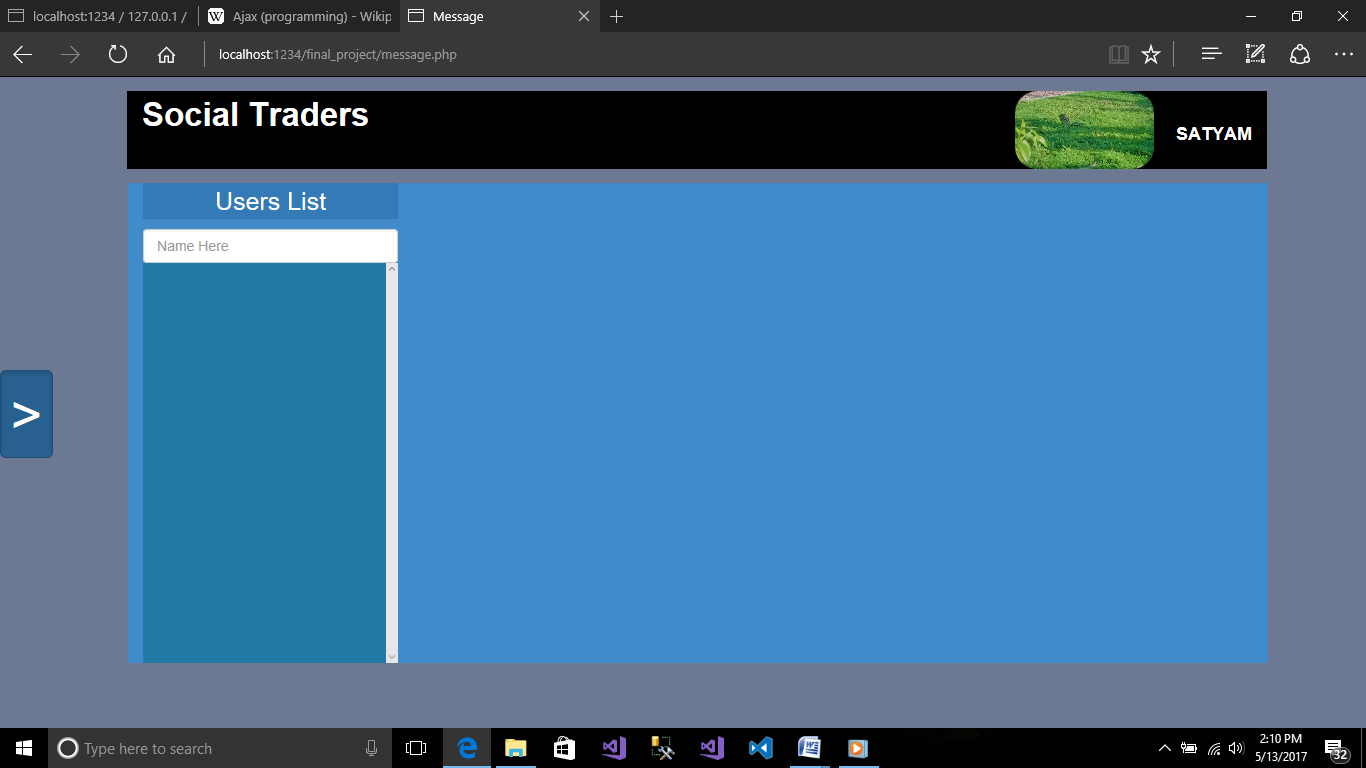 localhost:1234 / 127.0.0.1 /
Ajax (programming) - Wikip
Message
localhost:1234/final_project/message.php
Social Traders
SATYAM
Users List
Name Here
>
Type here to search
2:10 PM
5/13/2017
32